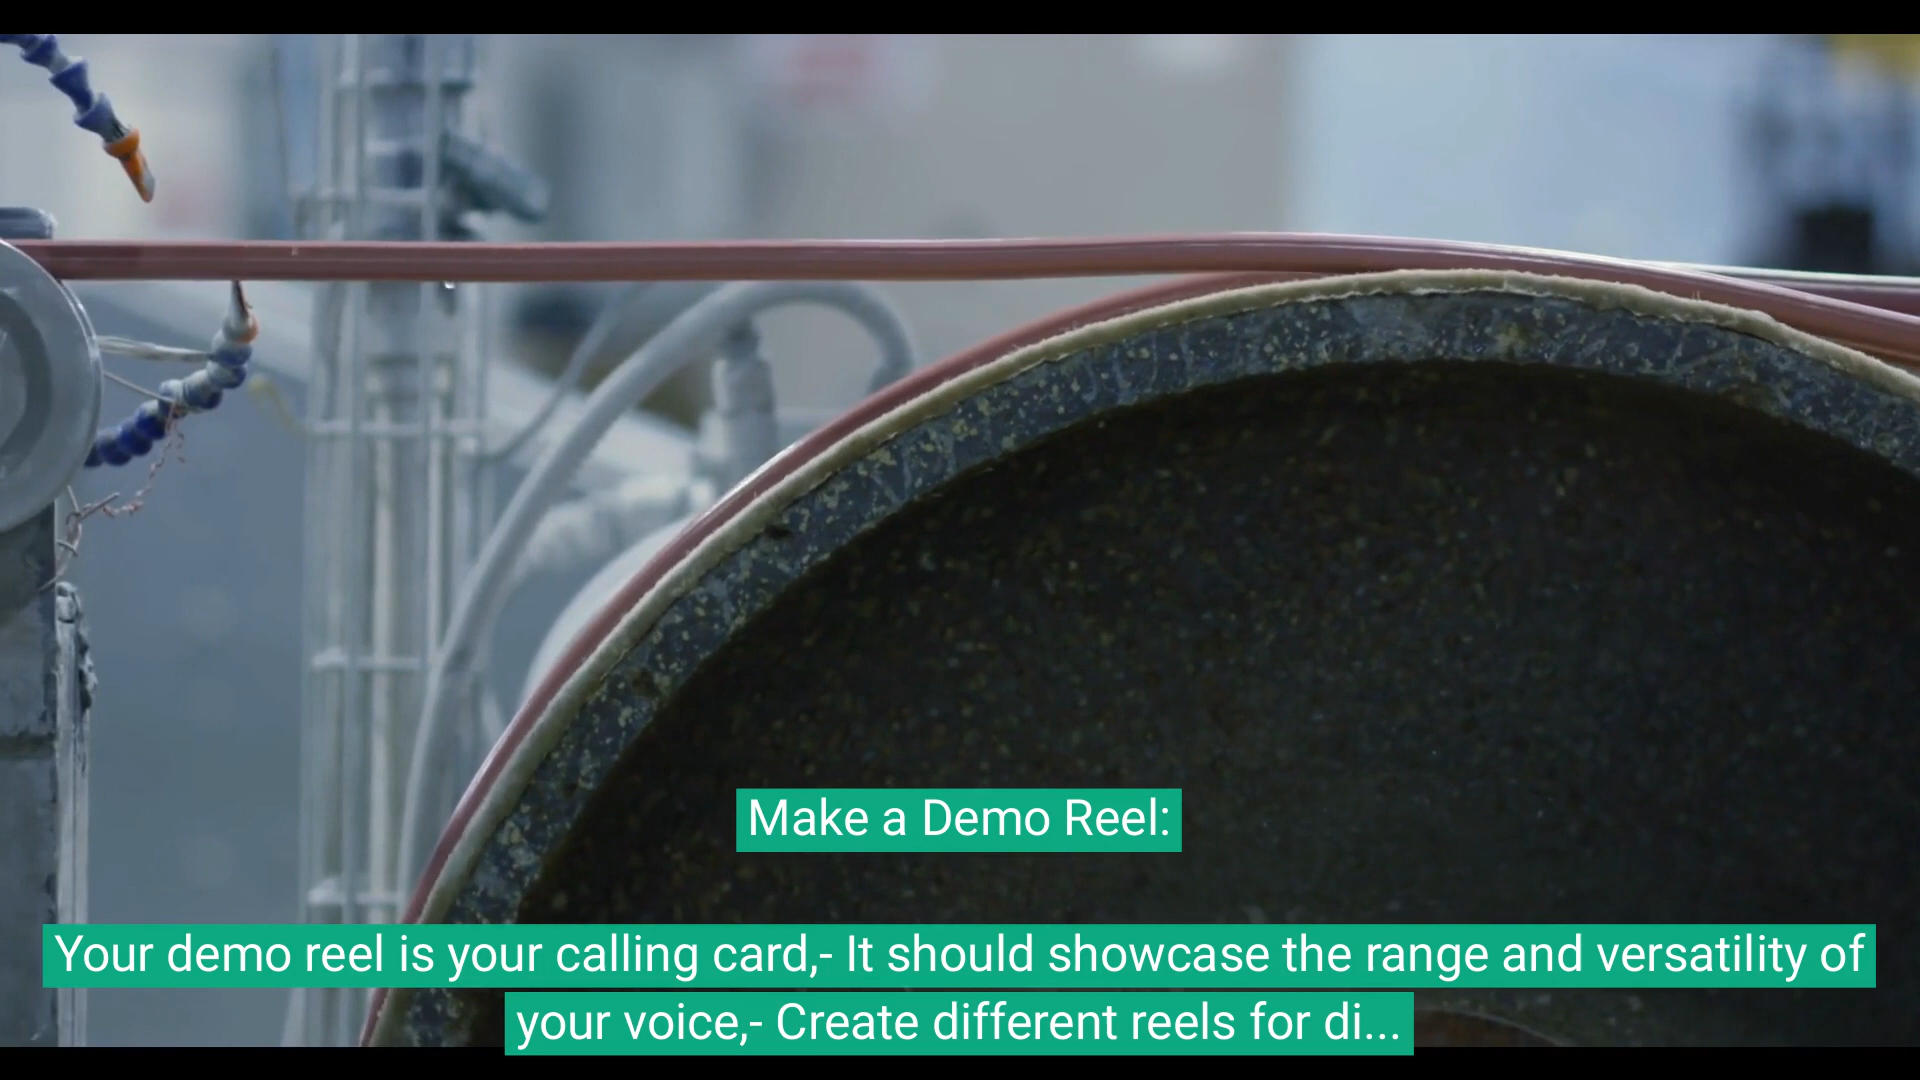 Make a Demo Reel:
Your demo reel is your calling card,- It should showcase the range and versatility of
your voice,- Create different reels for di...